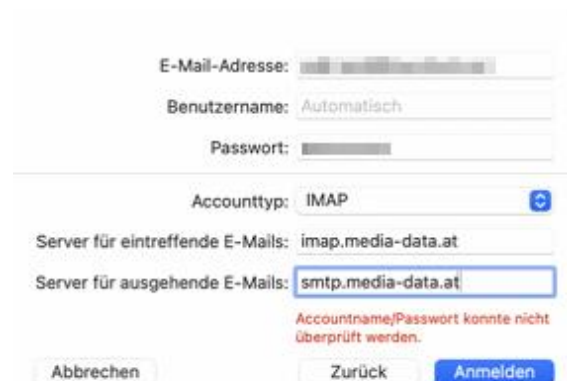 E-Mail-Adresse:
Benutzername: Automatisch
Passwort:
Accounttyp: IMAP
Server für eintreffende E-Mails: imap.media-data.at
Server für ausgehende E-Mails: smtp.media-data.at
Accountname/Passwort konnte nicht
überprüft werden.
Abbrechen Zurück Anmelden